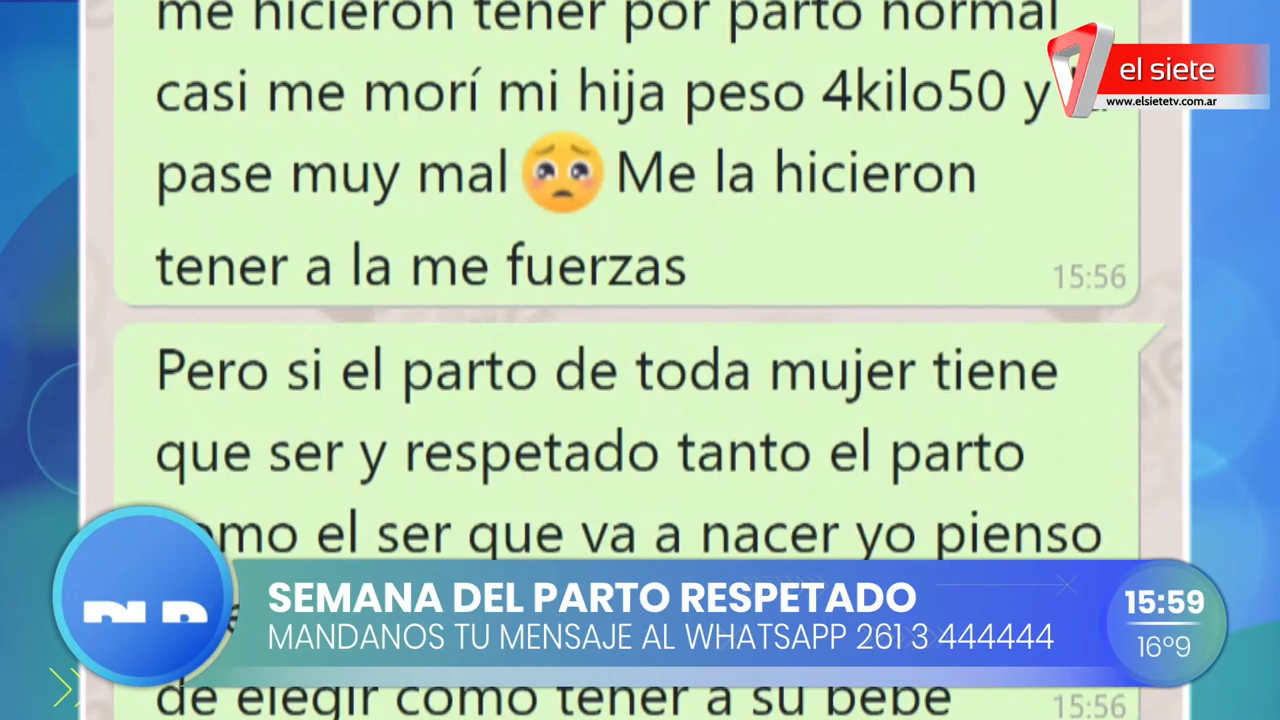 me hicieron tener por parto normal
casi me morí mi hija peso 4kilo50 y
pase muy mal 🥺 Me la hicieron
tener a la me fuerzas
15:56
el siete
www.elsietetv.com.ar
Pero si el parto de toda mujer tiene
que ser y respetado tanto el parto
como el ser que va a nacer yo pienso
SEMANA DEL PARTO RESPETADO
MANDANOS TU MENSAJE AL WHATSAPP 261 3 444444
15:59
16º9
de elegir como tener a su bebe
15:56